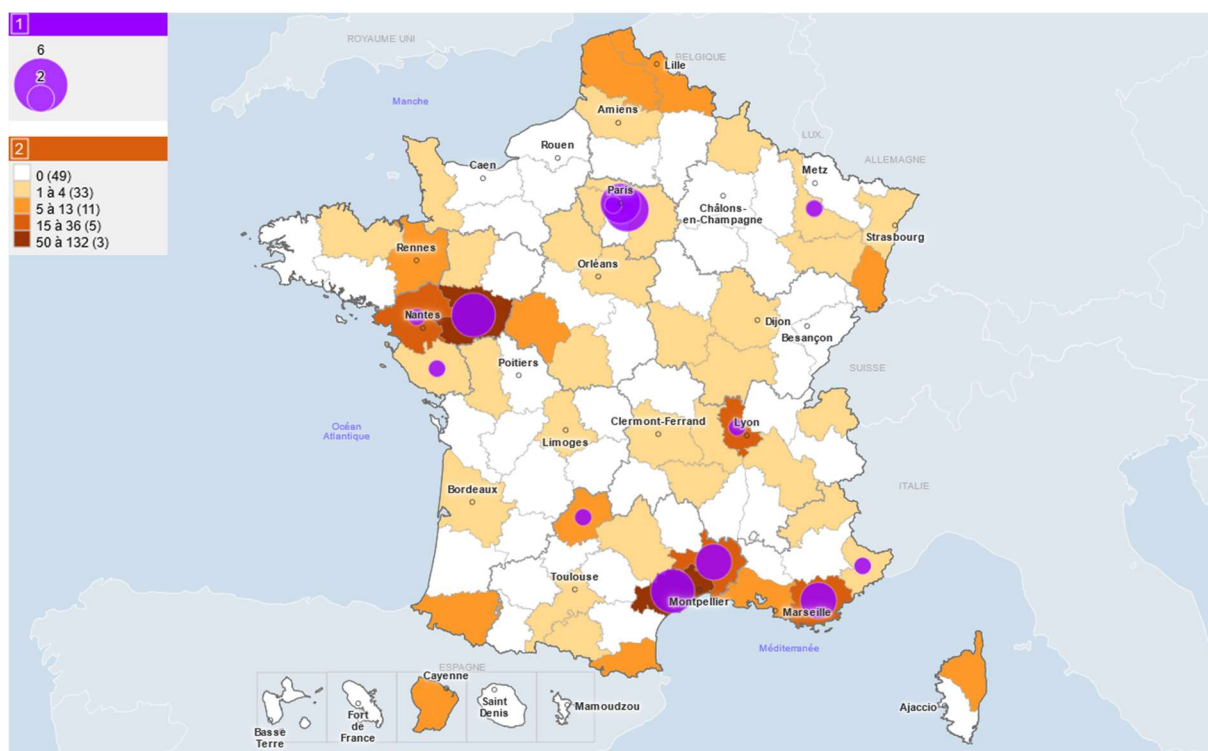 1
6
2
2
0 (49)
1 à 4 (33)
5 à 13 (11)
15 à 36 (5)
50 à 132 (3)
ROYAUME UNI
BELGIQUE
Lille
Manche
Amiens
LUX.
Rouen
ALLEMAGNE
Caen
Metz
Paris
Châlons-
en-Champagne
Strasbourg
Rennes
Orléans
Nantes
Dijon
Besançon
Poitiers
SUISSE
Océan
Atlantique
Clermont-Ferrand
Lyon
Limoges
ITALIE
Bordeaux
Toulouse
Montpellier
Marseille
Méditerranée
ESPAGNE
Cayenne
Saint
Denis
Mamoudzou
Ajaccio
Basse
Terre
Fort
de
France